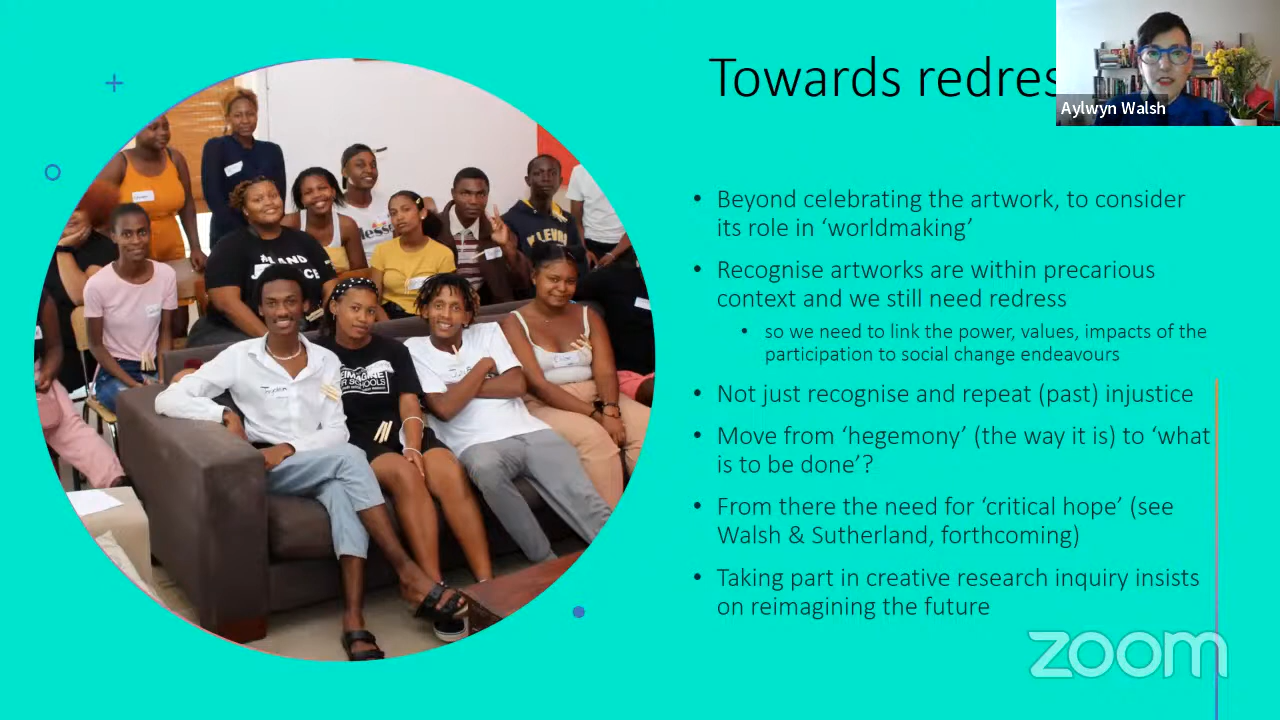 Towards redres
Aylwyn Walsh
• Beyond celebrating the artwork, to consider
its role in ‘worldmaking’
• Recognise artworks are within precarious
context and we still need redress
• so we need to link the power, values, impacts of the
participation to social change endeavours
• Not just recognise and repeat (past) injustice
• Move from ‘hegemony’ (the way it is) to ‘what
is to be done’?
• From there the need for ‘critical hope’ (see
Walsh & Sutherland, forthcoming)
• Taking part in creative research inquiry insists
on reimagining the future
zoom